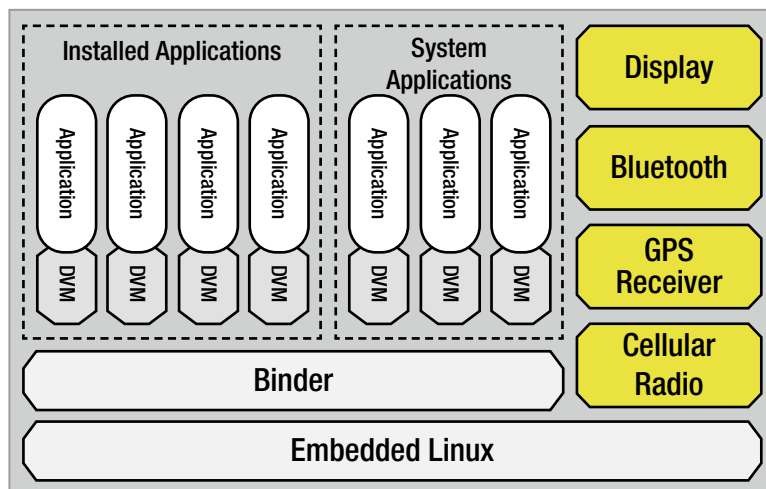 Installed Applications
System
Applications
Application
Application
Application
Application
Application
Application
Application
DVM
DVM
DVM
DVM
DVM
DVM
DVM
Display
Bluetooth
GPS
Receiver
Cellular
Radio
Binder
Embedded Linux